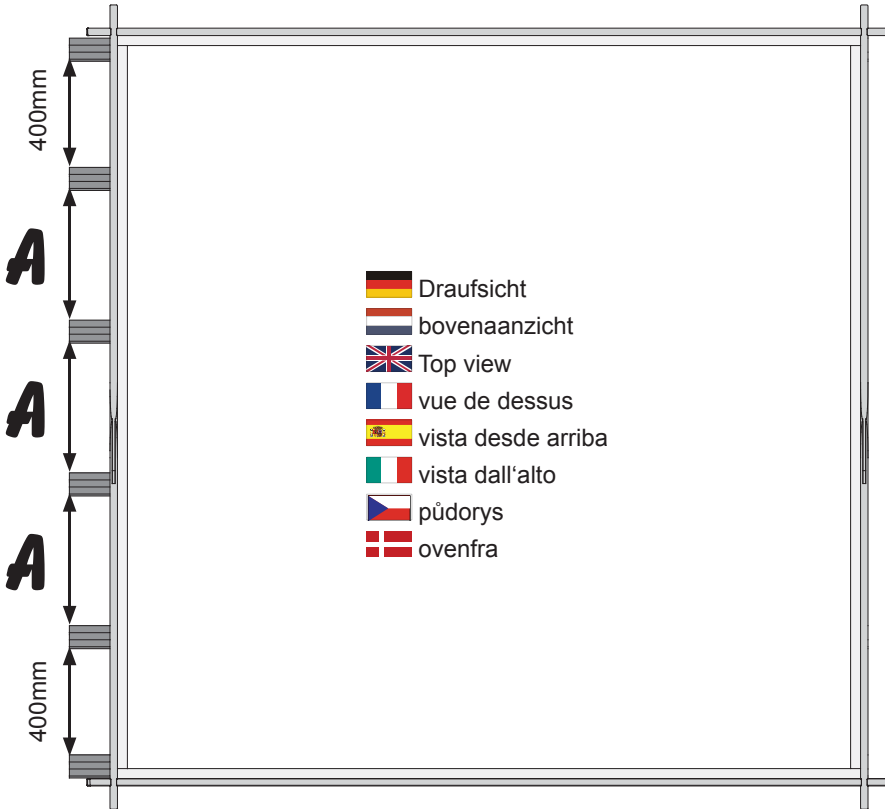 400mm
A
A
A
400mm
Draufsicht
bovenaanzicht
Top view
vue de dessus
vista desde arriba
vista dall‘alto
půdorys
ovenfra